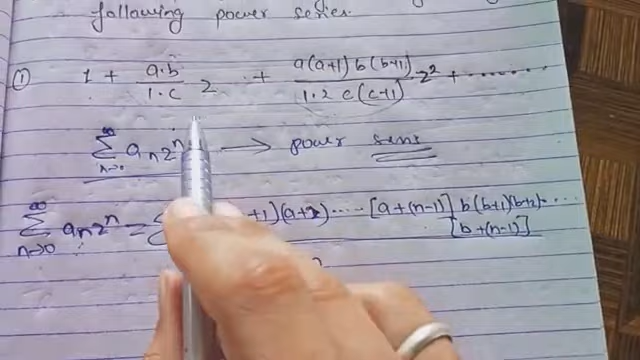 following power series
① 1 + a.b/1.c z + a(a+1) b(b+1)/1.2 c(c+1) z² + ........
∞ Σ n=0 aₙzⁿ → power series
∞ Σ n=0 aₙzⁿ = Σ +1)(a+2) ..... [a+(n-1)] b(b+1)(b+2)....
[b+(n-1)]